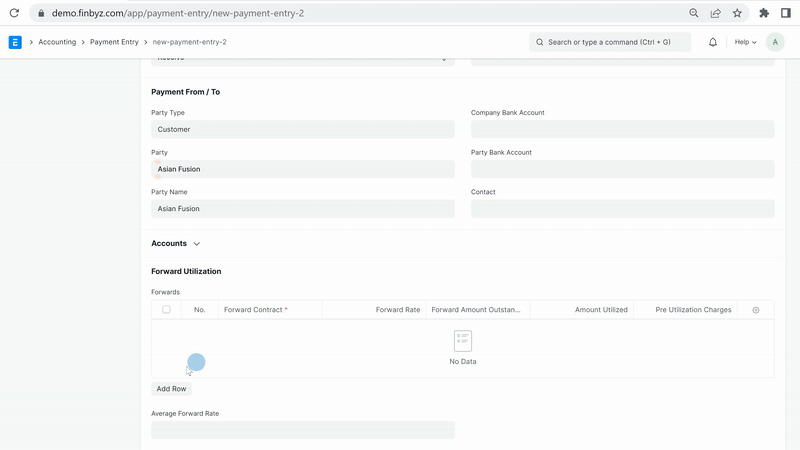 demo.finbyz.com/app/payment-entry/new-payment-entry-2
E
Accounting
Payment Entry
new-payment-entry-2
Search or type a command (Ctrl + G)
Help
A
Receive
Payment From / To
Party Type
Company Bank Account
Customer
Party
Party Bank Account
Asian Fusion
Party Name
Contact
Asian Fusion
Accounts
Forward Utilization
Forwards
No. Forward Contract * Forward Rate Forward Amount Outstan... Amount Utilized Pre Utilization Charges
No Data
Add Row
Average Forward Rate